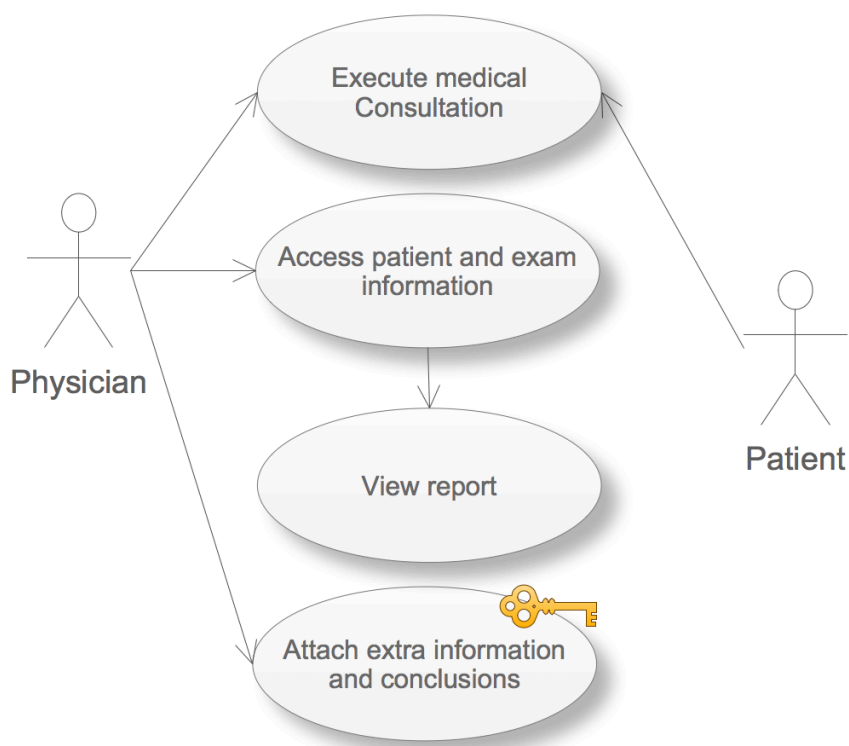 Execute medical
Consultation
Access patient and exam
information
Physician
Patient
View report
Attach extra information
and conclusions